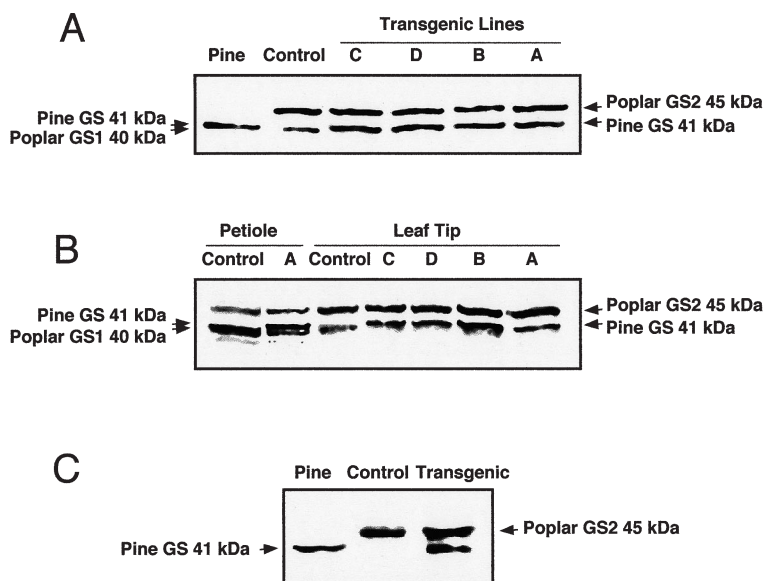 A
Transgenic Lines
Pine Control C D B A
Pine GS 41 kDa
Poplar GS1 40 kDa
Poplar GS2 45 kDa
Pine GS 41 kDa
B
Petiole Leaf Tip
Control A Control C D B A
Pine GS 41 kDa
Poplar GS1 40 kDa
Poplar GS2 45 kDa
Pine GS 41 kDa
C
Pine Control Transgenic
Pine GS 41 kDa
Poplar GS2 45 kDa